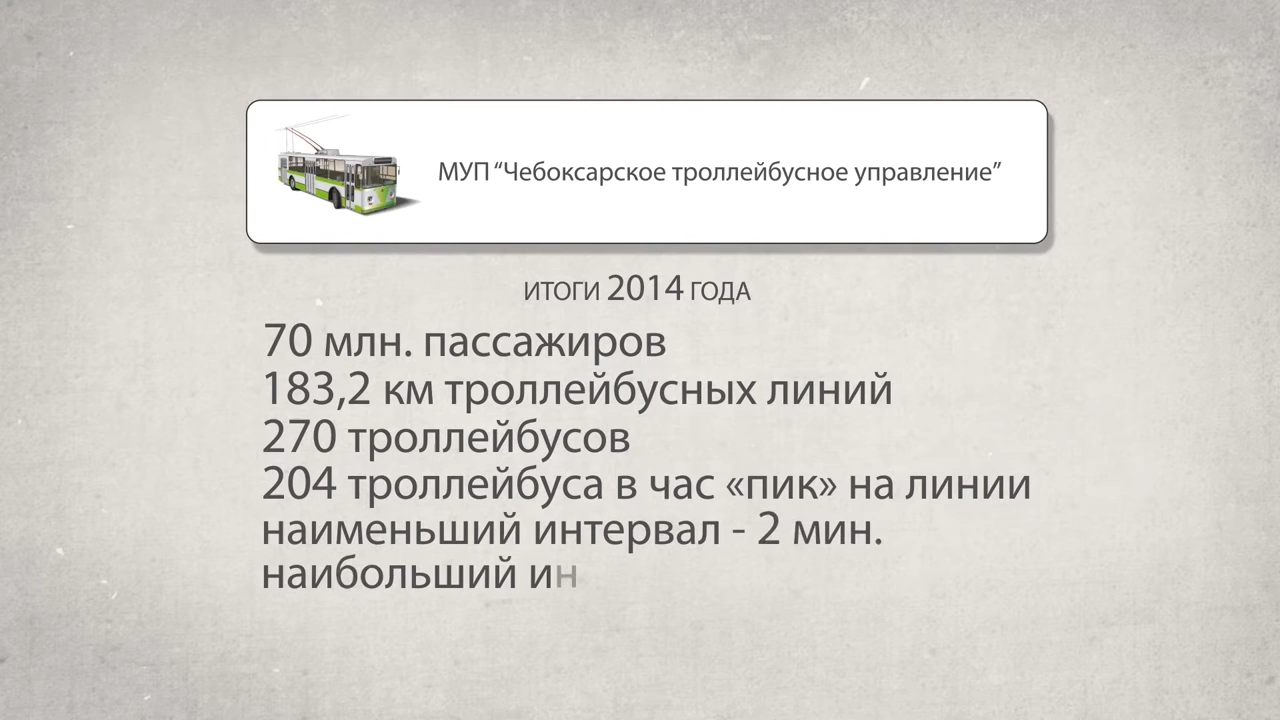 МУП “Чебоксарское троллейбусное управление”
ИТОГИ 2014 ГОДА
70 млн. пассажиров
183,2 км троллейбусных линий
270 троллейбусов
204 троллейбуса в час «пик» на линии
наименьший интервал - 2 мин.
наибольший ин